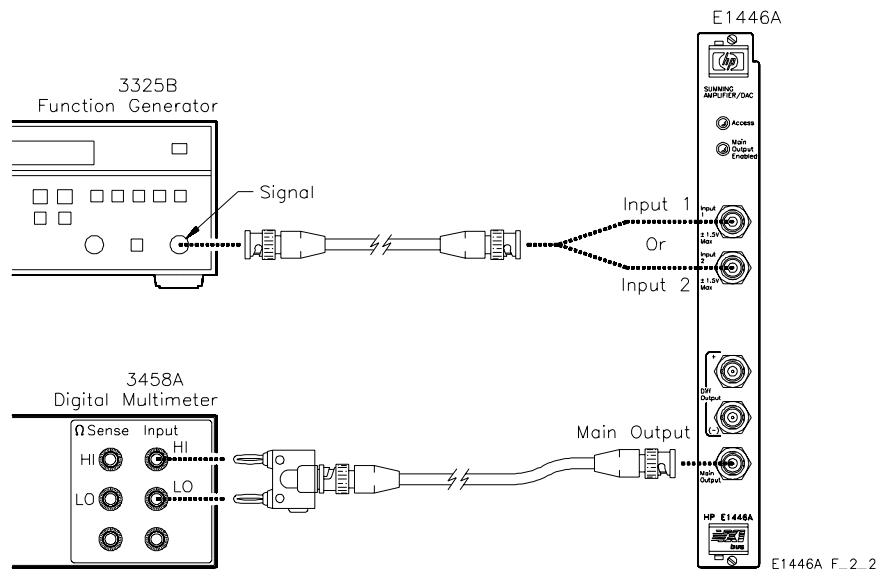 E1446A
hp
SUMMING
AMPLIFIER/DAC
Access
Main
Output
Enabled
3325B
Function Generator
Signal
Input 1
Or
Input 2
Input
1
± 1.5V
Max
Input
2
± 1.5V
Max
3458A
Digital Multimeter
Ω Sense
Input
HI
HI
LO
LO
+
Diff
Output
(-)
Main Output
Main
Output
HP E1446A
BUS
E1446A F_2_2